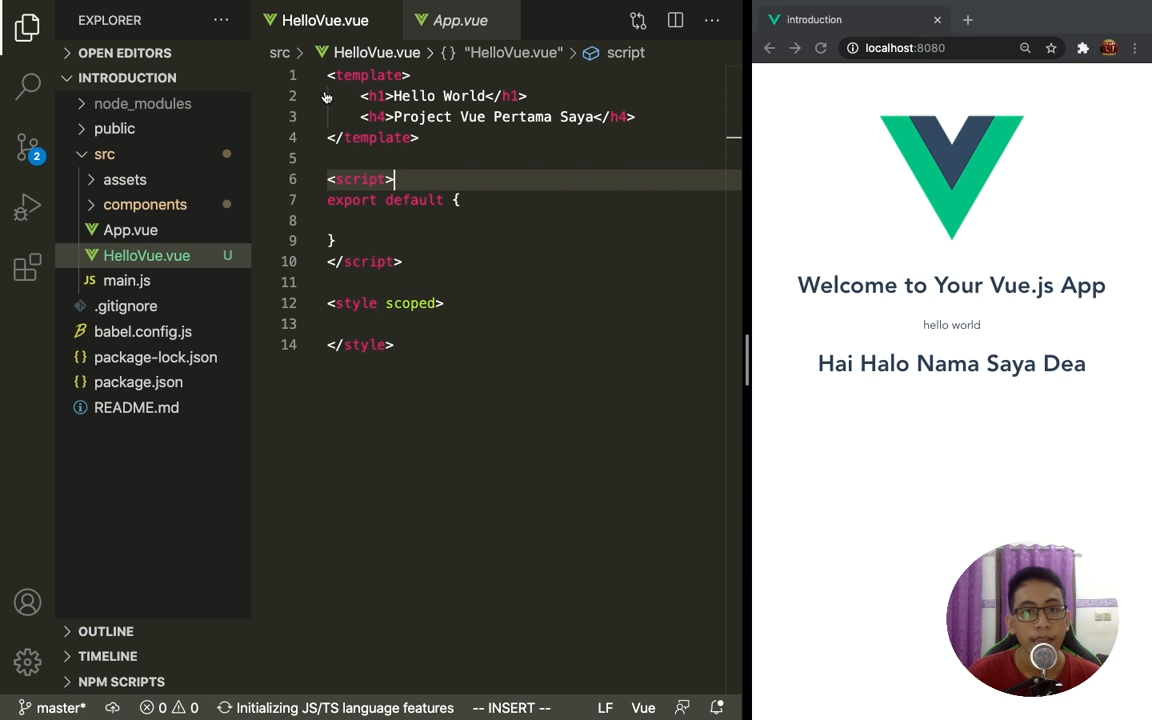 EXPLORER
OPEN EDITORS
INTRODUCTION
node_modules
public
src
assets
components
App.vue
HelloVue.vue U
main.js
.gitignore
babel.config.js
package-lock.json
package.json
README.md
OUTLINE
TIMELINE
NPM SCRIPTS
2
HelloVue.vue
App.vue
src > HelloVue.vue > {} "HelloVue.vue" > script
1 <template>
2 <h1>Hello World</h1>
3 <h4>Project Vue Pertama Saya</h4>
4 </template>
5
6 <script>
7 export default {
8
9 }
10 </script>
11
12 <style scoped>
13
14 </style>
master* 0 0 Initializing JS/TS language features -- INSERT -- LF Vue
introduction
localhost:8080
Welcome to Your Vue.js App
hello world
Hai Halo Nama Saya Dea